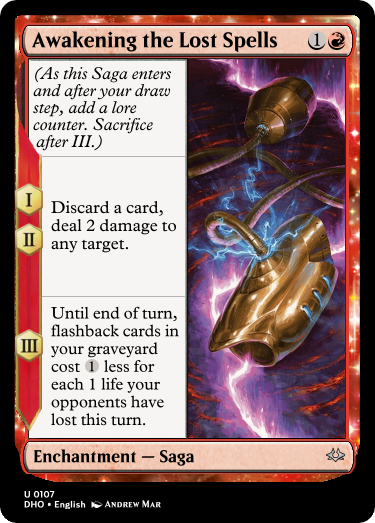 Awakening the Lost Spells 1
(As this Saga enters
and after your draw
step, add a lore
counter. Sacrifice
after III.)
I
II
Discard a card,
deal 2 damage to
any target.
III
Until end of turn,
flashback cards in
your graveyard
cost 1 less for
each 1 life your
opponents have
lost this turn.
Enchantment — Saga
U 0107
DHO • English Andrew Mar